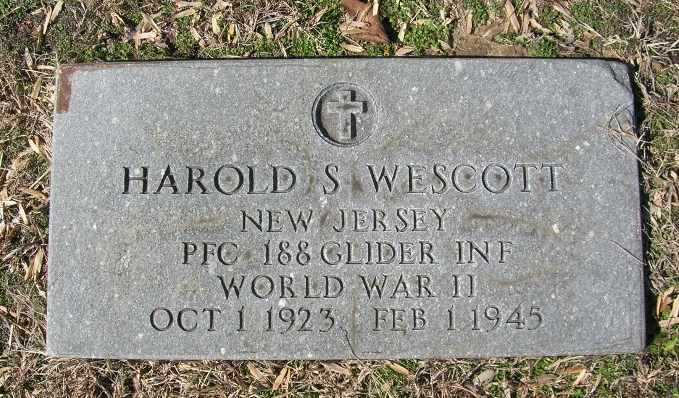 HAROLD S WESCOTT
NEW JERSEY
PFC 188 GLIDER INF
WORLD WAR II
OCT 1 1923 FEB 1 1945